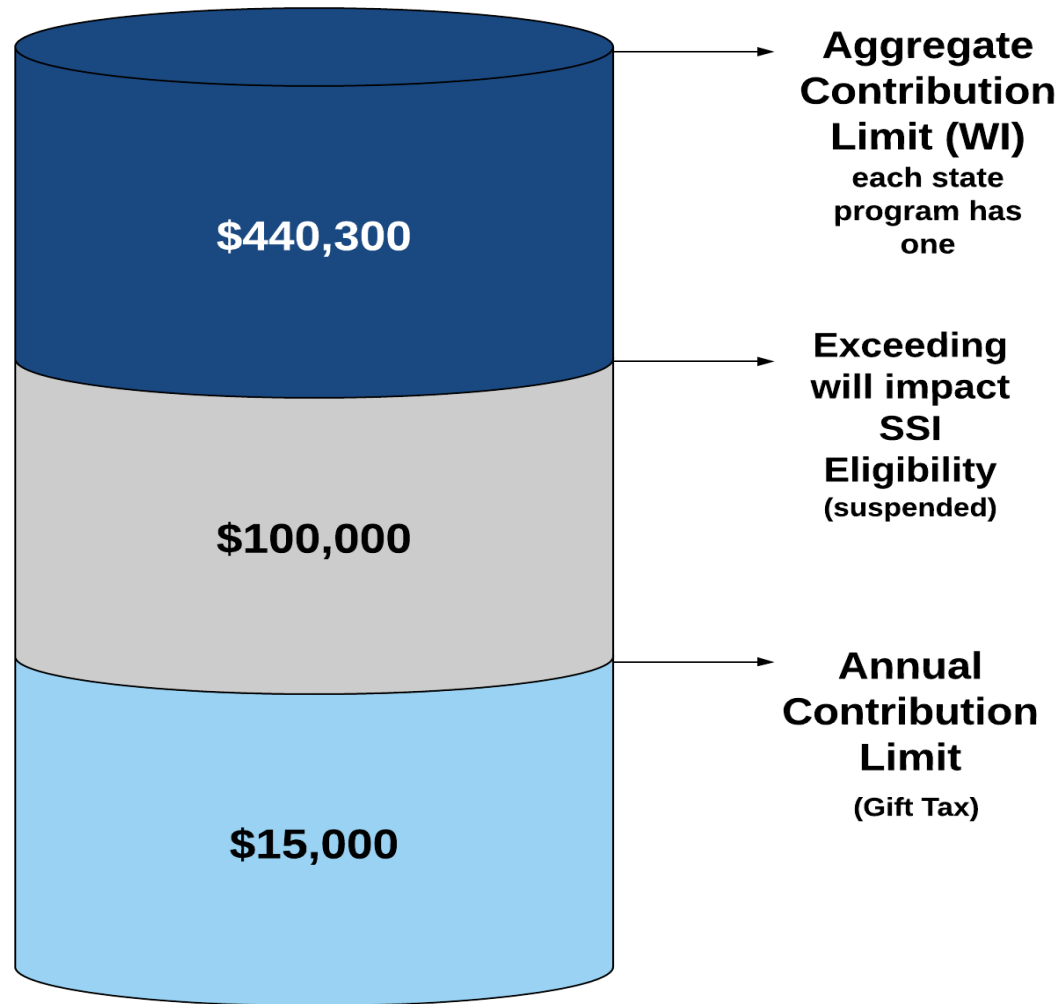 $440,300
Aggregate
Contribution
Limit (WI)
each state
program has
one
$100,000
Exceeding
will impact
SSI
Eligibility
(suspended)
$15,000
Annual
Contribution
Limit
(Gift Tax)